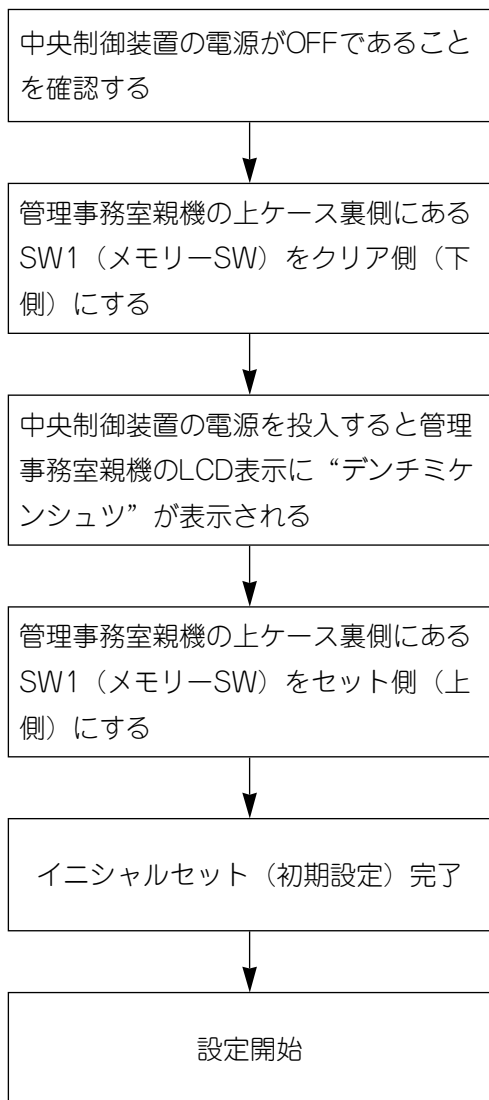 中央制御装置の電源がOFFであること
を確認する
管理事務室親機の上ケース裏側にある
SW1（メモリーSW）をクリア側（下
側）にする
中央制御装置の電源を投入すると管理
事務室親機のLCD表示に“デンチミケ
ンシュツ”が表示される
管理事務室親機の上ケース裏側にある
SW1（メモリーSW）をセット側（上
側）にする
イニシャルセット（初期設定）完了
設定開始